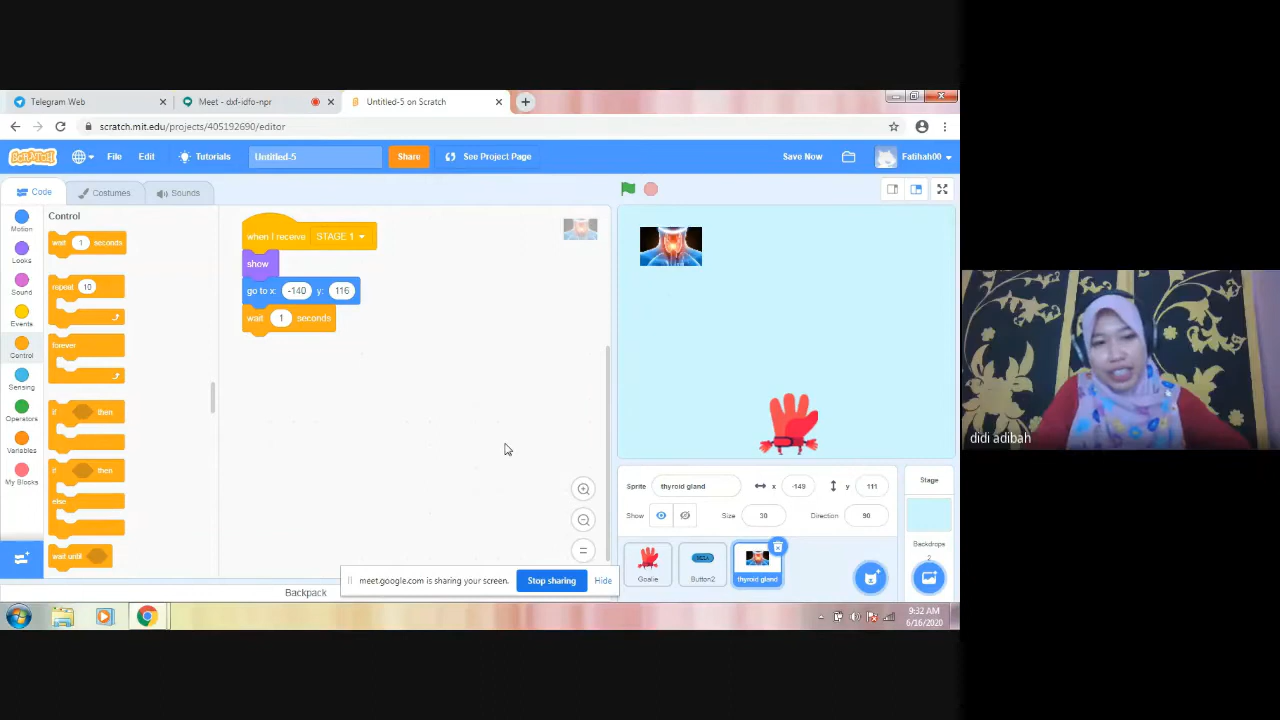 Telegram Web
Meet - dxf-idfo-npr
Untitled-5 on Scratch
scratch.mit.edu/projects/405192690/editor
SCRATCH
File
Edit
Tutorials
Untitled-5
Share
See Project Page
Save Now
Fatihah00
Code
Costumes
Sounds
Motion
Looks
Sound
Events
Control
Sensing
Operators
Variables
My Blocks
Control
wait 1 seconds
repeat 10
forever
if then
if then
else
wait until
when I receive STAGE 1
show
go to x: -140 y: 116
wait 1 seconds
Sprite thyroid gland x -149 y 111
Show Size 30 Direction 90
Goalie
Button2
thyroid gland
Stage
Backdrops
2
meet.google.com is sharing your screen.
Stop sharing
Hide
Backpack
9:32 AM
6/16/2020
didi adibah